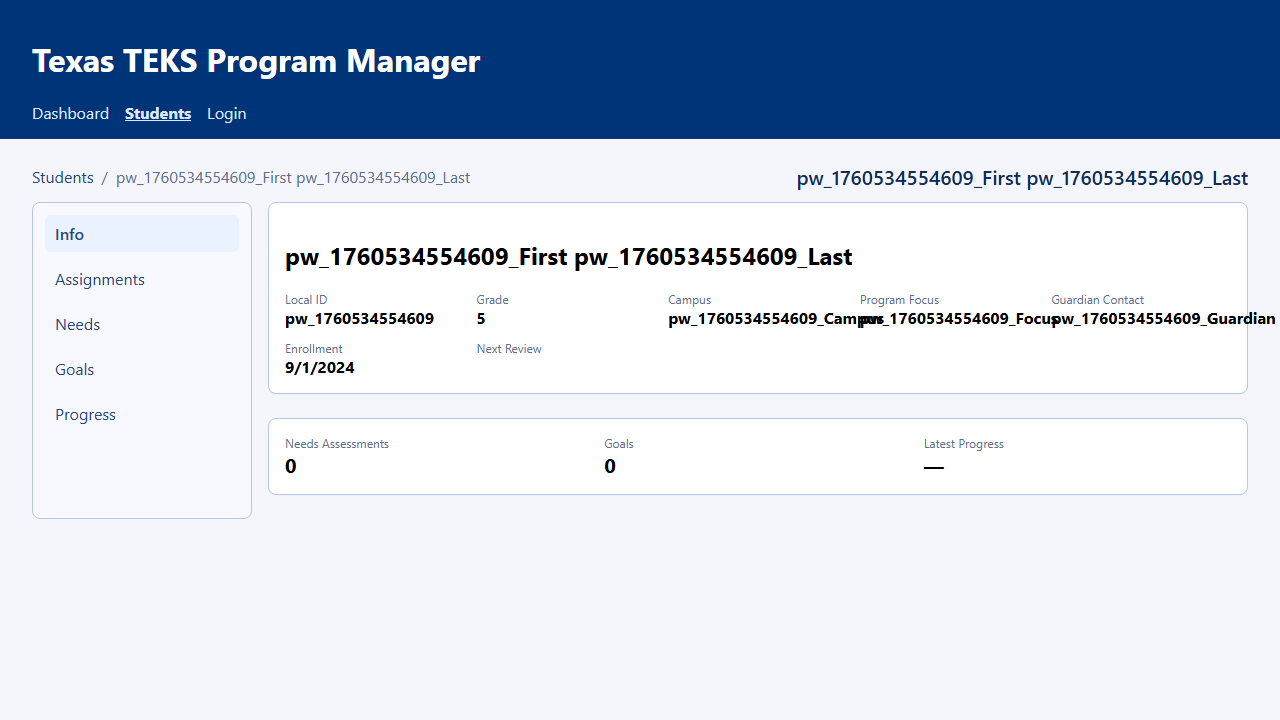 Texas TEKS Program Manager
Dashboard Students Login
Students / pw_1760534554609_First pw_1760534554609_Last
pw_1760534554609_First pw_1760534554609_Last
Info
Assignments
Needs
Goals
Progress
pw_1760534554609_First pw_1760534554609_Last
Local ID Grade Campus Program Focus Guardian Contact
pw_1760534554609 5 pw_1760534554609_Campus pw_1760534554609_Focus pw_1760534554609_Guardian
Enrollment Next Review
9/1/2024
Needs Assessments Goals Latest Progress
0 0 —